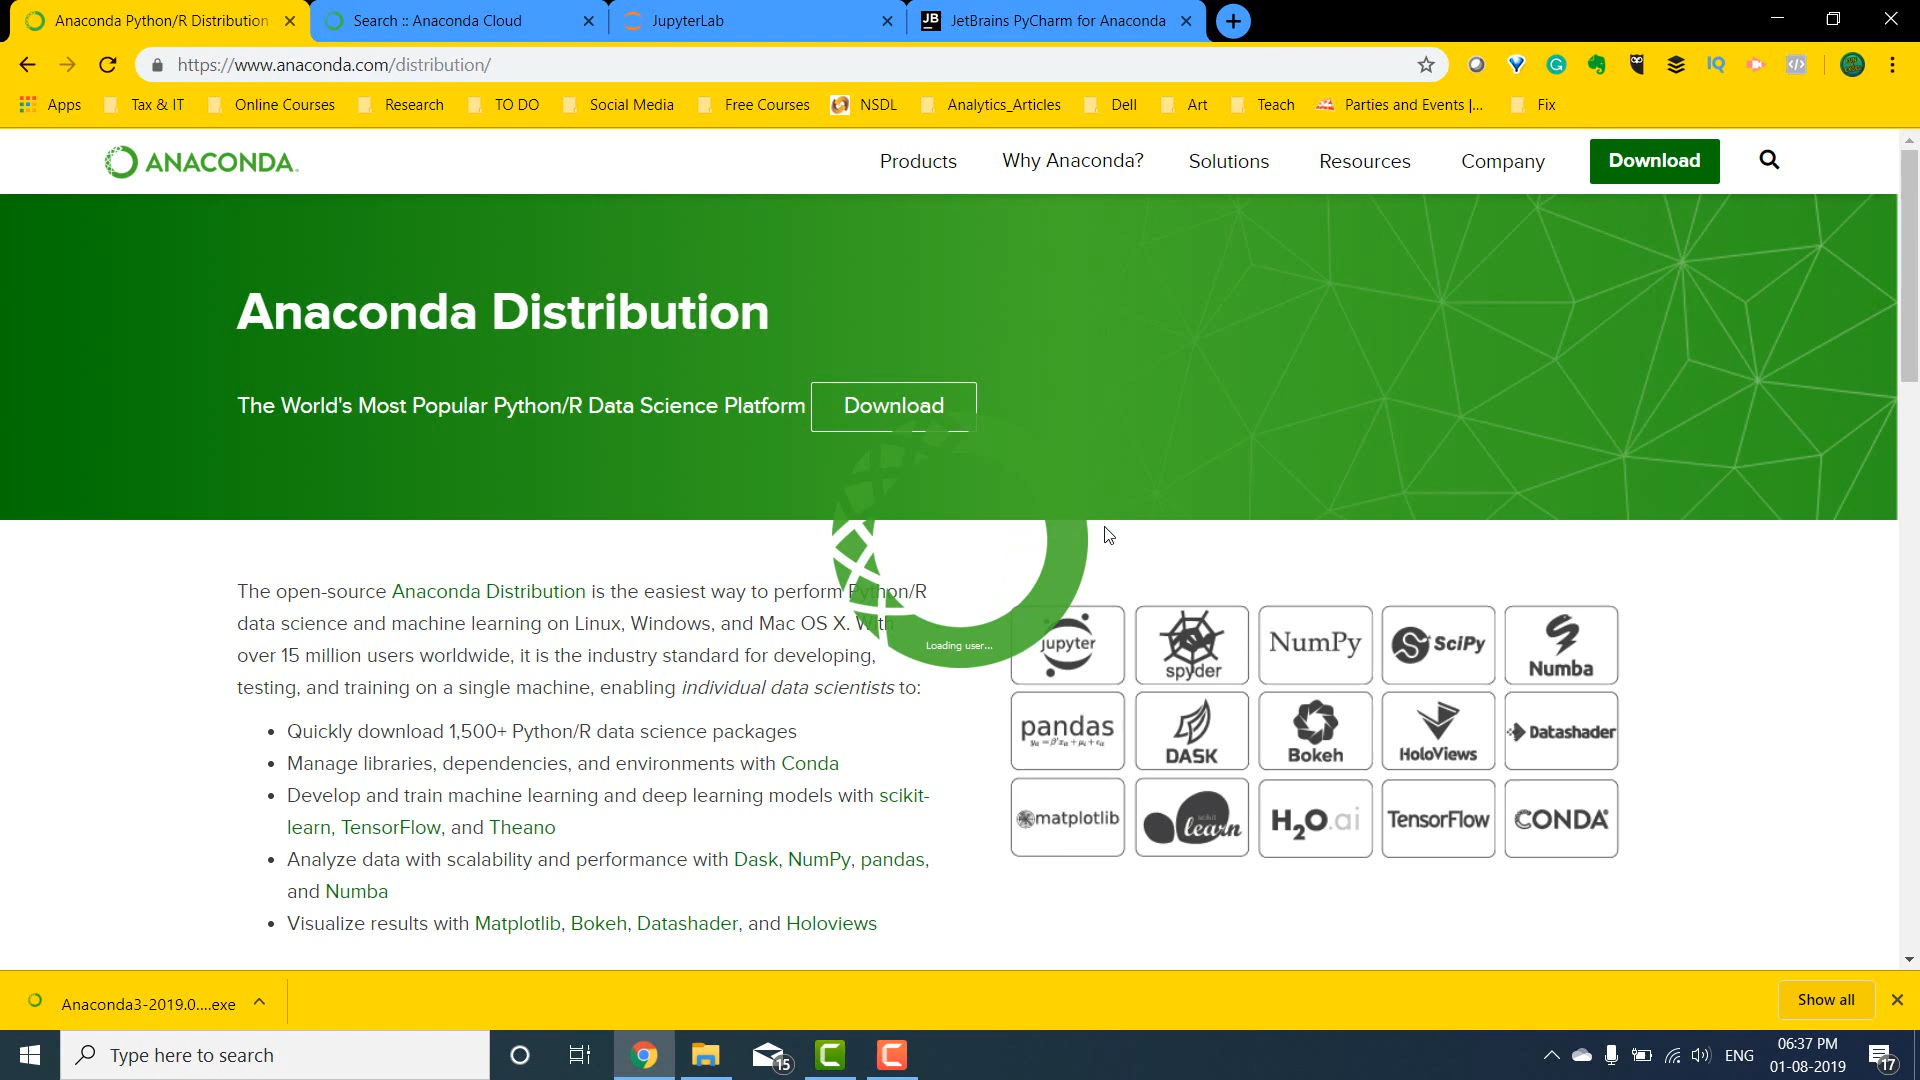 Anaconda Python/R Distribution
Search :: Anaconda Cloud
JupyterLab
JB
JetBrains PyCharm for Anaconda
https://www.anaconda.com/distribution/
IQ
Apps
Tax & IT
Online Courses
Research
TO DO
Social Media
Free Courses
NSDL
Analytics_Articles
Dell
Art
Teach
Parties and Events |...
Fix
ANACONDA.
Products
Why Anaconda?
Solutions
Resources
Company
Download
Anaconda Distribution
The World's Most Popular Python/R Data Science Platform
Download
The open-source Anaconda Distribution is the easiest way to perform Python/R
data science and machine learning on Linux, Windows, and Mac OS X. With
over 15 million users worldwide, it is the industry standard for developing,
testing, and training on a single machine, enabling individual data scientists to:
Loading user...
• Quickly download 1,500+ Python/R data science packages
• Manage libraries, dependencies, and environments with Conda
• Develop and train machine learning and deep learning models with scikit-
learn, TensorFlow, and Theano
• Analyze data with scalability and performance with Dask, NumPy, pandas,
and Numba
• Visualize results with Matplotlib, Bokeh, Datashader, and Holoviews
jupyter
spyder
NumPy
SciPy
Numba
pandas
DASK
Bokeh
HoloViews
Datashader
matplotlib
scikit learn
H2O.ai
TensorFlow
CONDA
Anaconda3-2019.0....exe
Show all
Type here to search
15
ENG
06:37 PM
01-08-2019
17